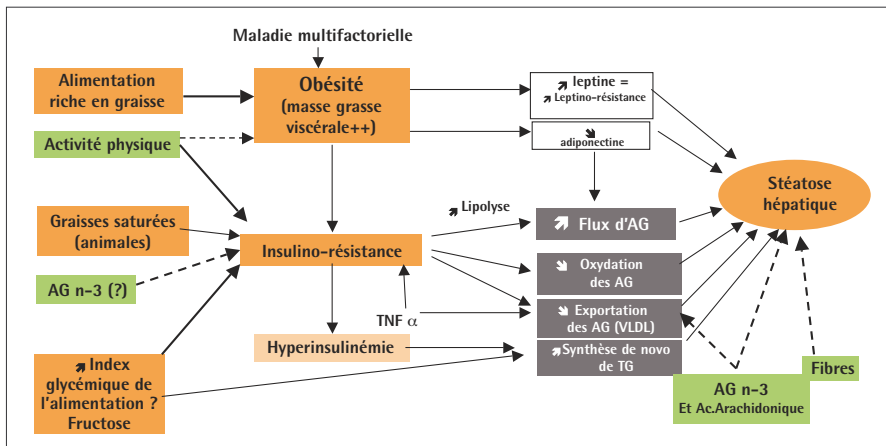 Maladie multifactorielle
Alimentation
riche en graisse
Obésité
(masse grasse
viscérale++)
↗ leptine =
↗ Leptino-résistance
Activité physique
↘
adiponectine
Stéatose
hépatique
Graisses saturées
(animales)
↗ Lipolyse
↗ Flux d'AG
Insulino-résistance
AG n-3 (?)
↘ Oxydation
des AG
TNF α
↘ Exportation
des AG (VLDL)
Hyperinsulinémie
↗Synthèse de novo
de TG
↗ Index
glycémique de
l'alimentation ?
Fructose
Fibres
AG n-3
Et Ac.Arachidonique